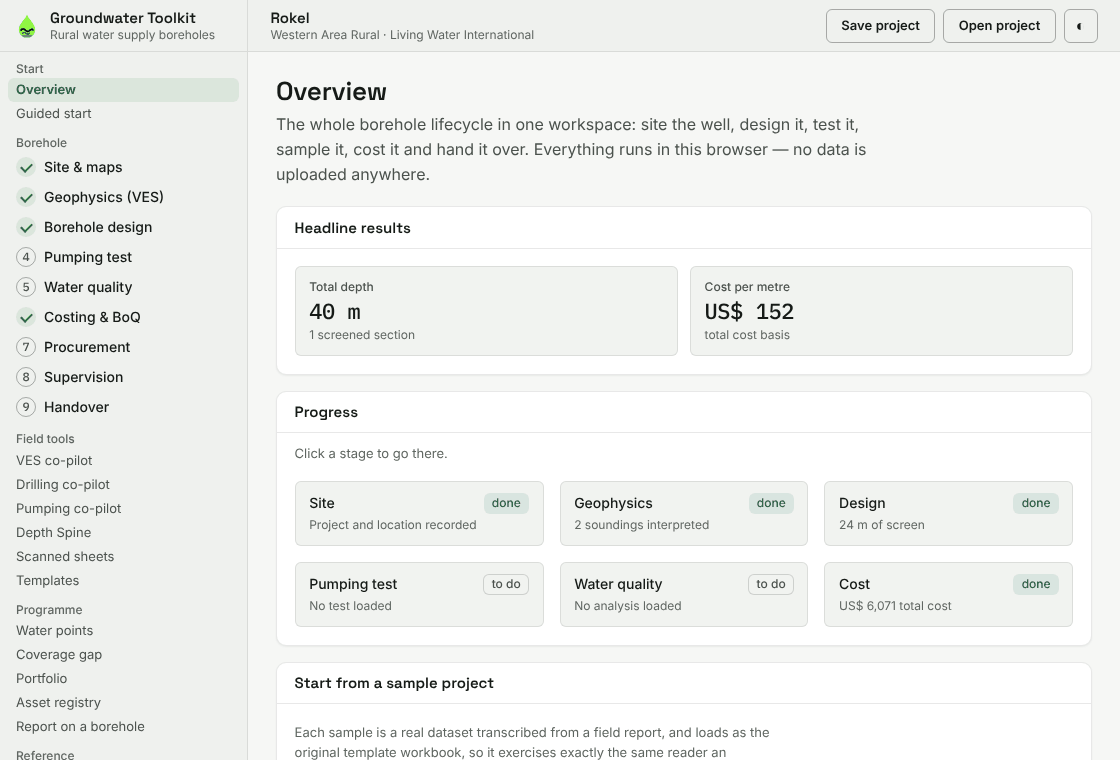 Groundwater Toolkit
Rural water supply boreholes
Rokel
Western Area Rural · Living Water International
Save project
Open project
Start
Overview
Guided start
Borehole
Site & maps
Geophysics (VES)
Borehole design
4 Pumping test
5 Water quality
Costing & BoQ
7 Procurement
8 Supervision
9 Handover
Field tools
VES co-pilot
Drilling co-pilot
Pumping co-pilot
Depth Spine
Scanned sheets
Templates
Programme
Water points
Coverage gap
Portfolio
Asset registry
Report on a borehole
Reference
Overview
The whole borehole lifecycle in one workspace: site the well, design it, test it,
sample it, cost it and hand it over. Everything runs in this browser — no data is
uploaded anywhere.
Headline results
Total depth
40 m
1 screened section
Cost per metre
US$ 152
total cost basis
Progress
Click a stage to go there.
Site done
Project and location recorded
Geophysics done
2 soundings interpreted
Design done
24 m of screen
Pumping test to do
No test loaded
Water quality to do
No analysis loaded
Cost done
US$ 6,071 total cost
Start from a sample project
Each sample is a real dataset transcribed from a field report, and loads as the
original template workbook, so it exercises exactly the same reader an